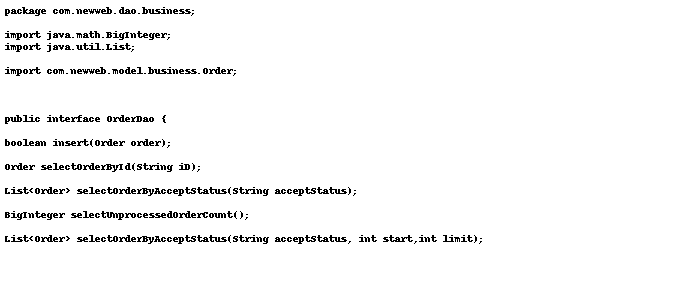 package com.newweb.dao.business;
import java.math.BigInteger;
import java.util.List;
import com.newweb.model.business.Order;
public interface OrderDao {
boolean insert(Order order);
Order selectOrderById(String iD);
List<Order> selectOrderByAcceptStatus(String acceptStatus);
BigInteger selectUnprocessedOrderCount();
List<Order> selectOrderByAcceptStatus(String acceptStatus, int start,int limit);